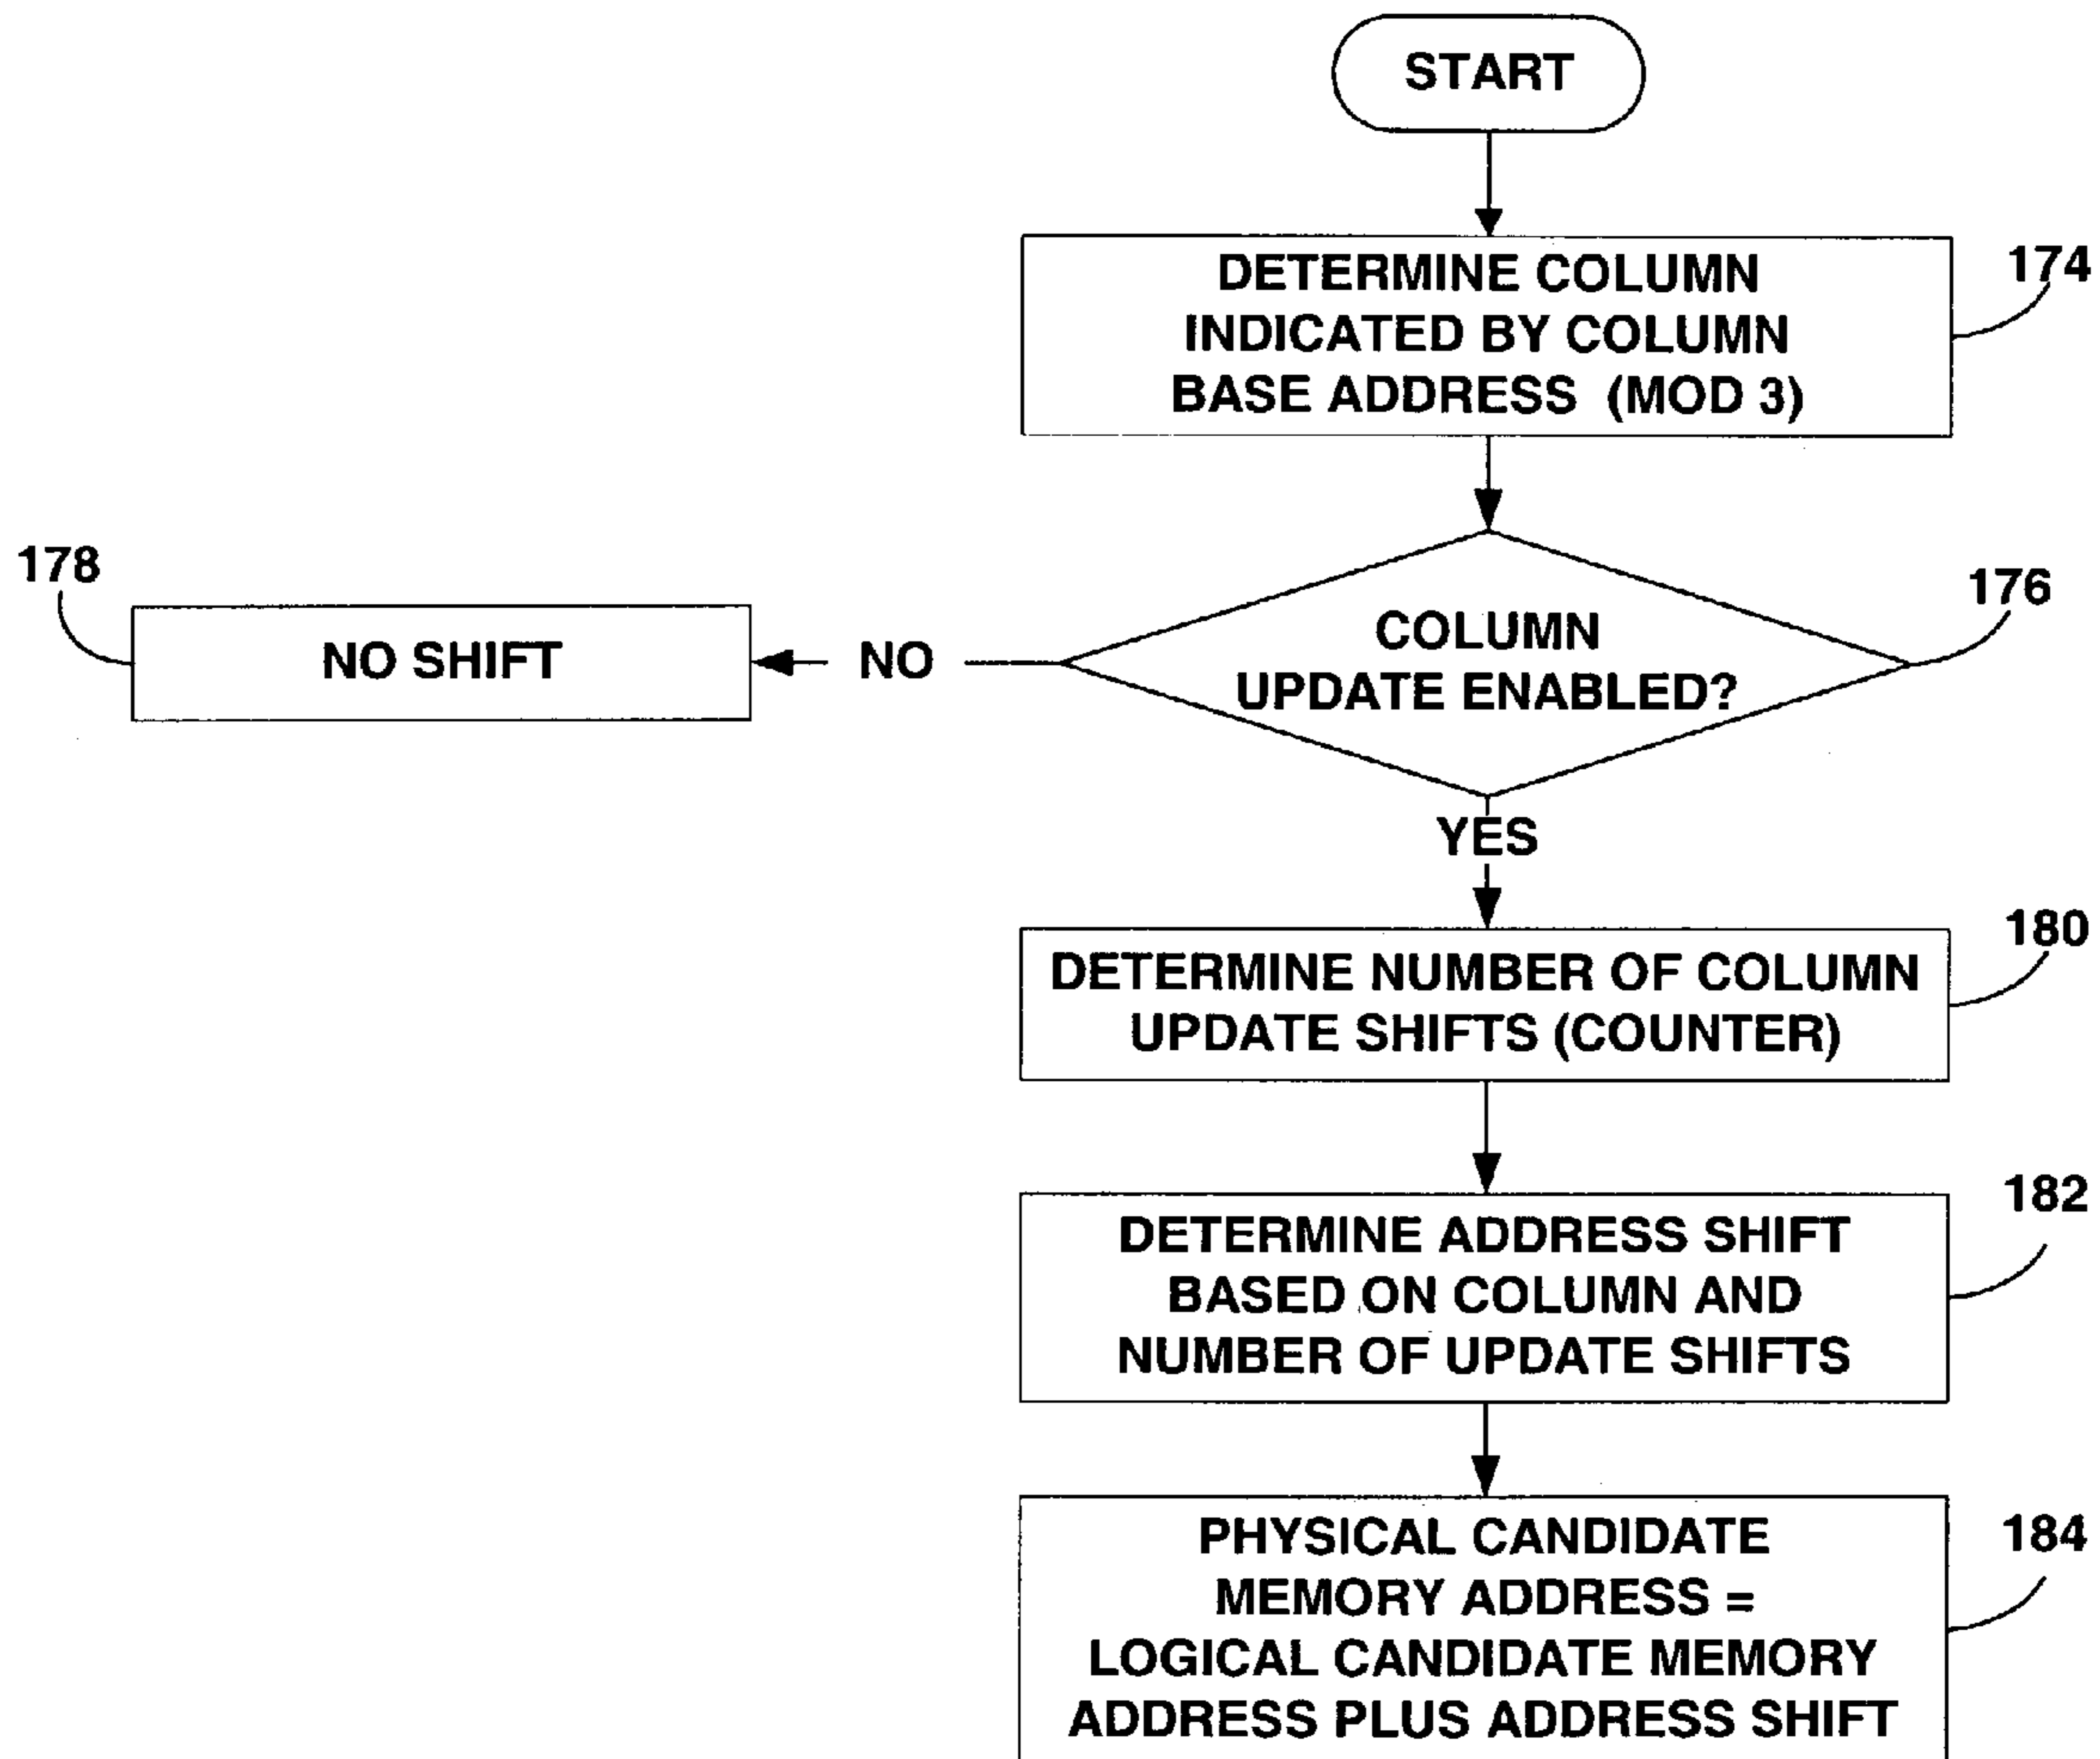 START
DETERMINE COLUMN
INDICATED BY COLUMN
BASE ADDRESS (MOD 3)
174
COLUMN
UPDATE ENABLED?
176
NO
178
NO SHIFT
YES
DETERMINE NUMBER OF COLUMN
UPDATE SHIFTS (COUNTER)
180
DETERMINE ADDRESS SHIFT
BASED ON COLUMN AND
NUMBER OF UPDATE SHIFTS
182
PHYSICAL CANDIDATE
MEMORY ADDRESS =
LOGICAL CANDIDATE MEMORY
ADDRESS PLUS ADDRESS SHIFT
184